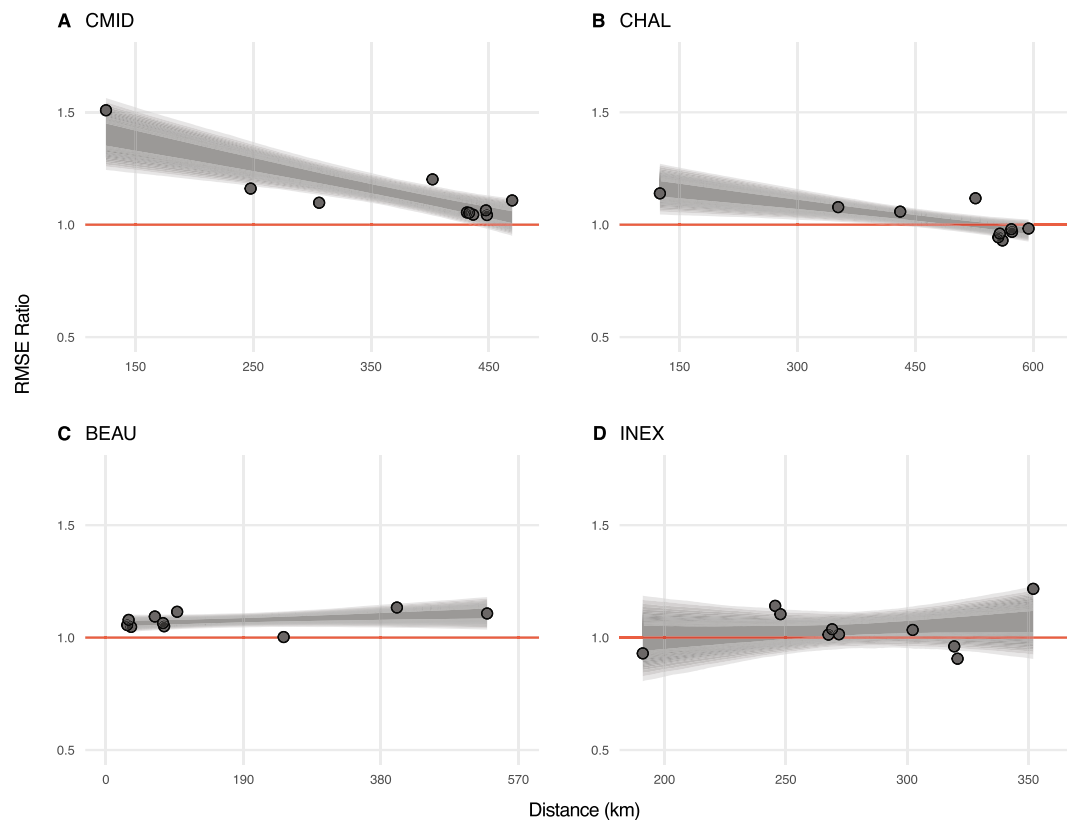 A CMID
B CHAL
1.5
1.0
0.5
150 250 350 450
1.5
1.0
0.5
150 300 450 600
RMSE Ratio
C BEAU
D INEX
1.5
1.0
0.5
0 190 380 570
1.5
1.0
0.5
200 250 300 350
Distance (km)